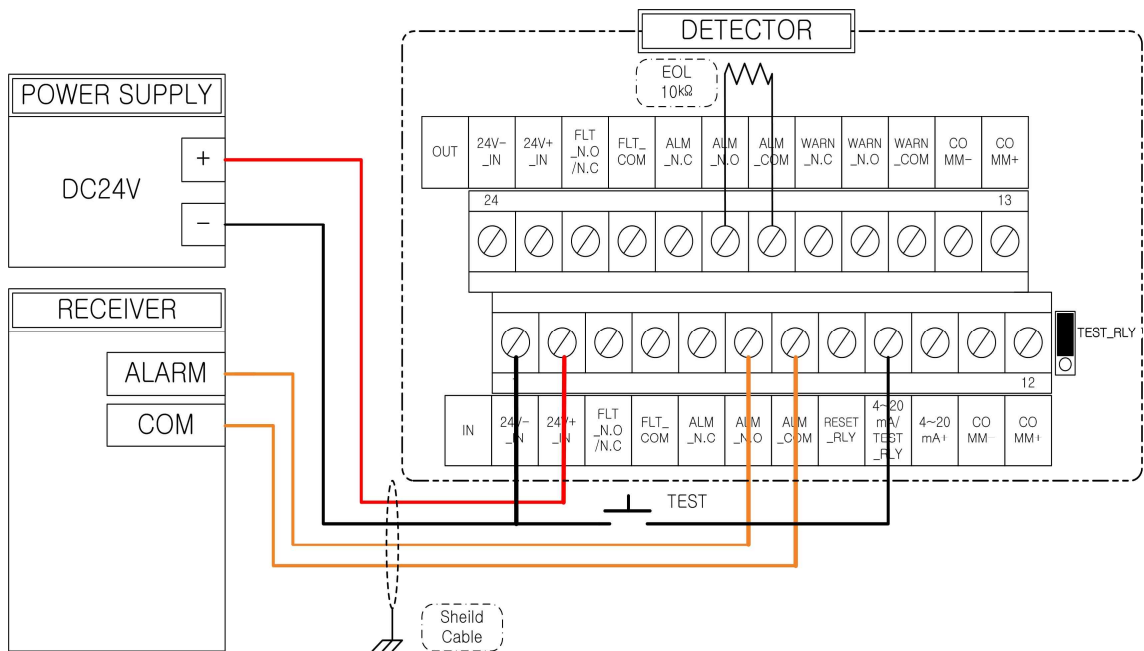 DETECTOR
EOL
10kΩ
POWER SUPPLY
DC24V
+
−
OUT
24V-
_IN
24V+
_IN
FLT
_N.O
/N.C
FLT_
COM
ALM
_N.C
ALM
_N.O
ALM
_COM
WARN
_N.C
WARN
_N.O
WARN
_COM
CO
MM-
CO
MM+
24
13
RECEIVER
ALARM
COM
TEST_RLY
12
IN
24V-
_IN
24V+
_IN
FLT
_N.O
/N.C
FLT_
COM
ALM
_N.C
ALM
_N.O
ALM
_COM
RESET
_RLY
4~20
mA/
TEST
_RLY
4~20
mA+
CO
MM-
CO
MM+
TEST
Sheild
Cable